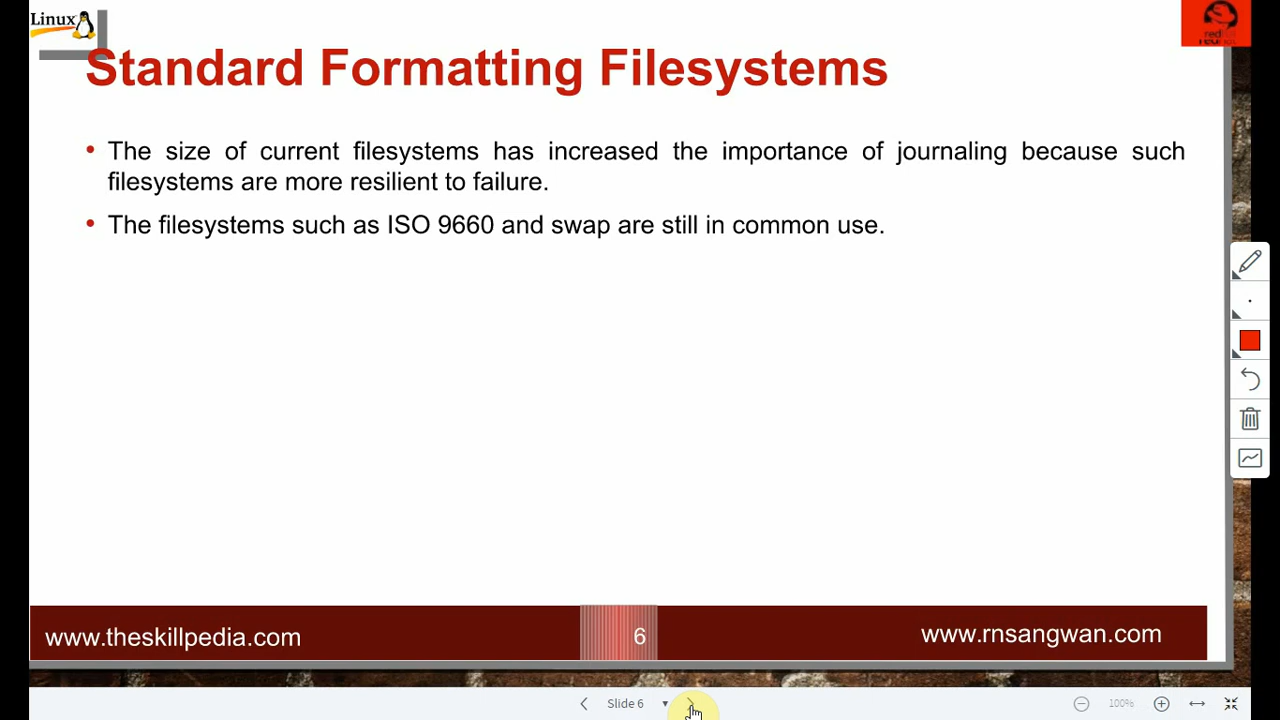 Linux
red
Standard Formatting Filesystems
• The size of current filesystems has increased the importance of journaling because such
filesystems are more resilient to failure.
• The filesystems such as ISO 9660 and swap are still in common use.
www.theskillpedia.com
6
www.rnsangwan.com
Slide 6
100%